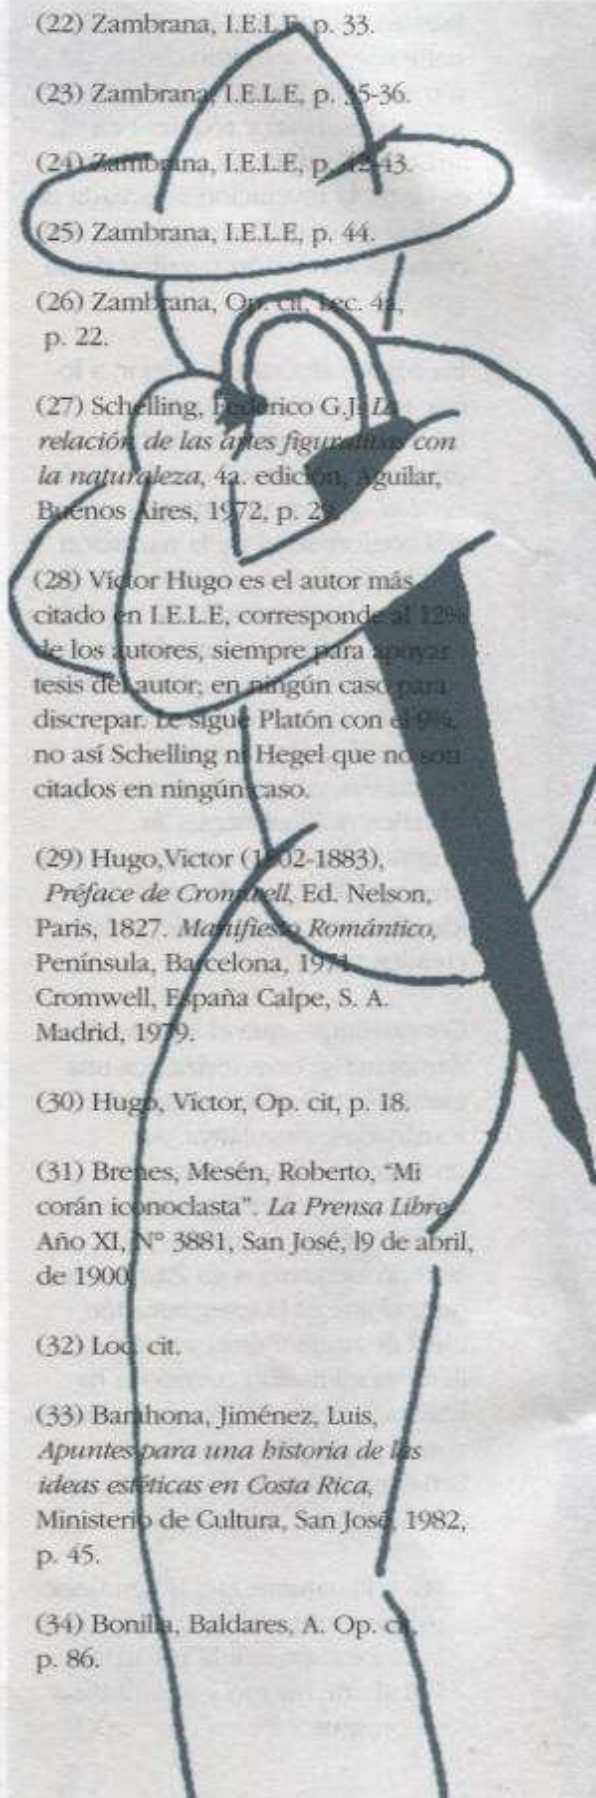 (22) Zambrana, I.E.L.E, p. 33.
(23) Zambrana, I.E.L.E, p. 35-36.
(24) Zambrana, I.E.L.E, p. 42-43.
(25) Zambrana, I.E.L.E, p. 44.
(26) Zambrana, Op. cit, Lec. 4a,
p. 22.
(27) Schelling, Federico G.J. La
relación de las artes figurativas con
la naturaleza, 4a. edición, Aguilar,
Buenos Aires, 1972, p. 29.
(28) Víctor Hugo es el autor más
citado en I.E.L.E, corresponde al 12%
de los autores, siempre para apoyar
tesis del autor; en ningún caso para
discrepar. Le sigue Platón con el 9%,
no así Schelling ni Hegel que no son
citados en ningún caso.
(29) Hugo,Victor (1802-1883),
Préface de Cromwell, Ed. Nelson,
Paris, 1827. Manifiesto Romántico,
Península, Barcelona, 1971.
Cromwell, España Calpe, S. A.
Madrid, 1979.
(30) Hugo, Víctor, Op. cit, p. 18.
(31) Brenes, Mesén, Roberto, “Mi
corán iconoclasta”. La Prensa Libre
Año XI, N° 3881, San José, l9 de abril,
de 1900
(32) Loc. cit.
(33) Barahona, Jiménez, Luis,
Apuntes para una historia de las
ideas estéticas en Costa Rica,
Ministerio de Cultura, San José, 1982,
p. 45.
(34) Bonilla, Baldares, A. Op. cit,
p. 86.